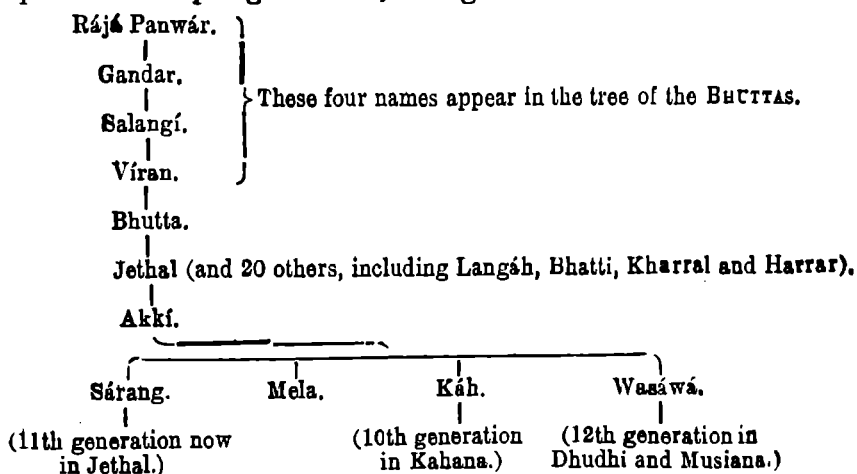 Rájá Panwár.
Gandar.
These four names appear in the tree of the BHUTTAS.
Salangí.
Víran.
Bhutta.
Jethal (and 20 others, including Langáh, Bhatti, Kharral and Harrar).
Akkí.
Sárang. Mela. Káh. Wasáwá.
(11th generation now (10th generation (12th generation in
in Jethal.) in Kahana.) Dhudhi and Musiana.)